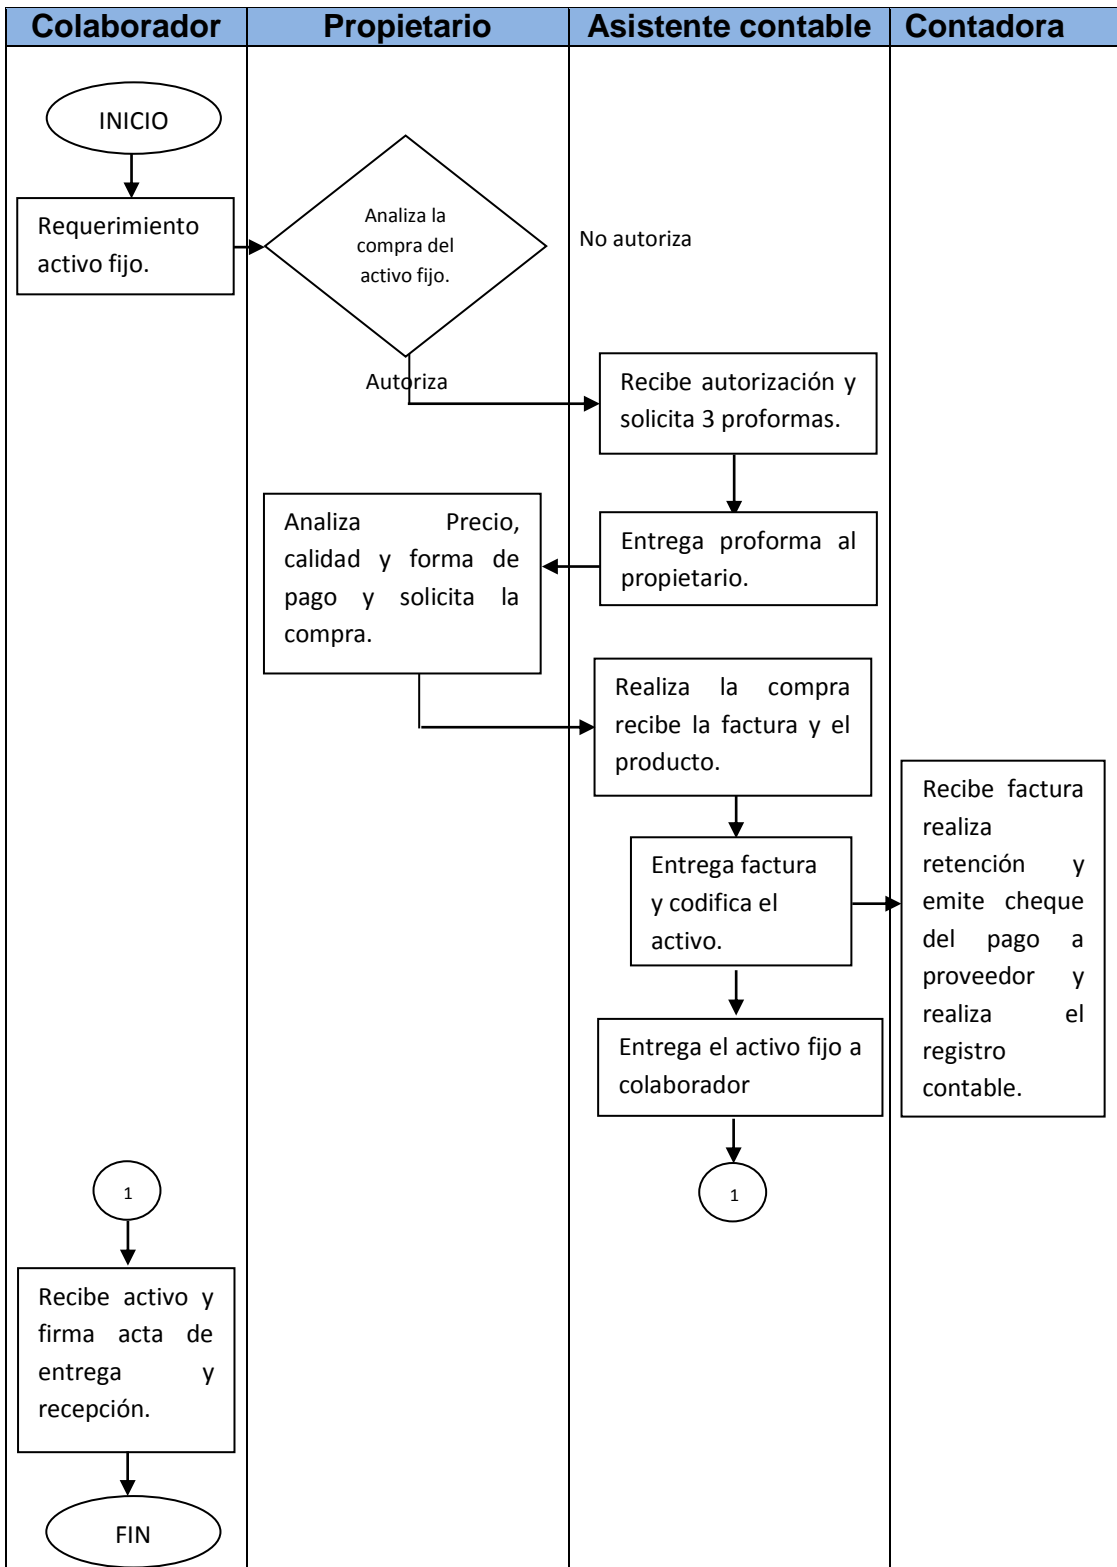 Colaborador
Propietario
Asistente contable
Contadora
INICIO
Requerimiento
activo fijo.
Analiza la
compra del
activo fijo.
No autoriza
Autoriza
Recibe autorización y
solicita 3 proformas.
Entrega proforma al
propietario.
Analiza Precio,
calidad y forma de
pago y solicita la
compra.
Realiza la compra
recibe la factura y el
producto.
Entrega factura
y codifica el
activo.
Recibe factura
realiza
retención y
emite cheque
del pago a
proveedor y
realiza el
registro
contable.
Entrega el activo fijo a
colaborador
1
1
Recibe activo y
firma acta de
entrega y
recepción.
FIN